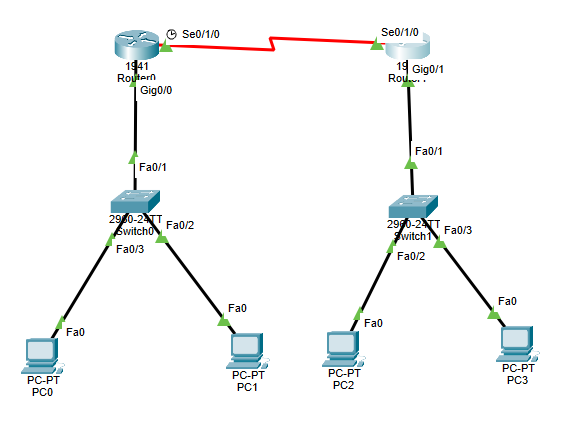 Se0/1/0
Se0/1/0
1941
Router0
Gig0/1
Gig0/0
Fa0/1
Fa0/1
2960-24TT
Switch0
Fa0/2
Fa0/3
2960-24TT
Switch1
Fa0/3
Fa0/2
Fa0
Fa0
Fa0
Fa0
PC-PT
PC0
PC-PT
PC1
PC-PT
PC2
PC-PT
PC3